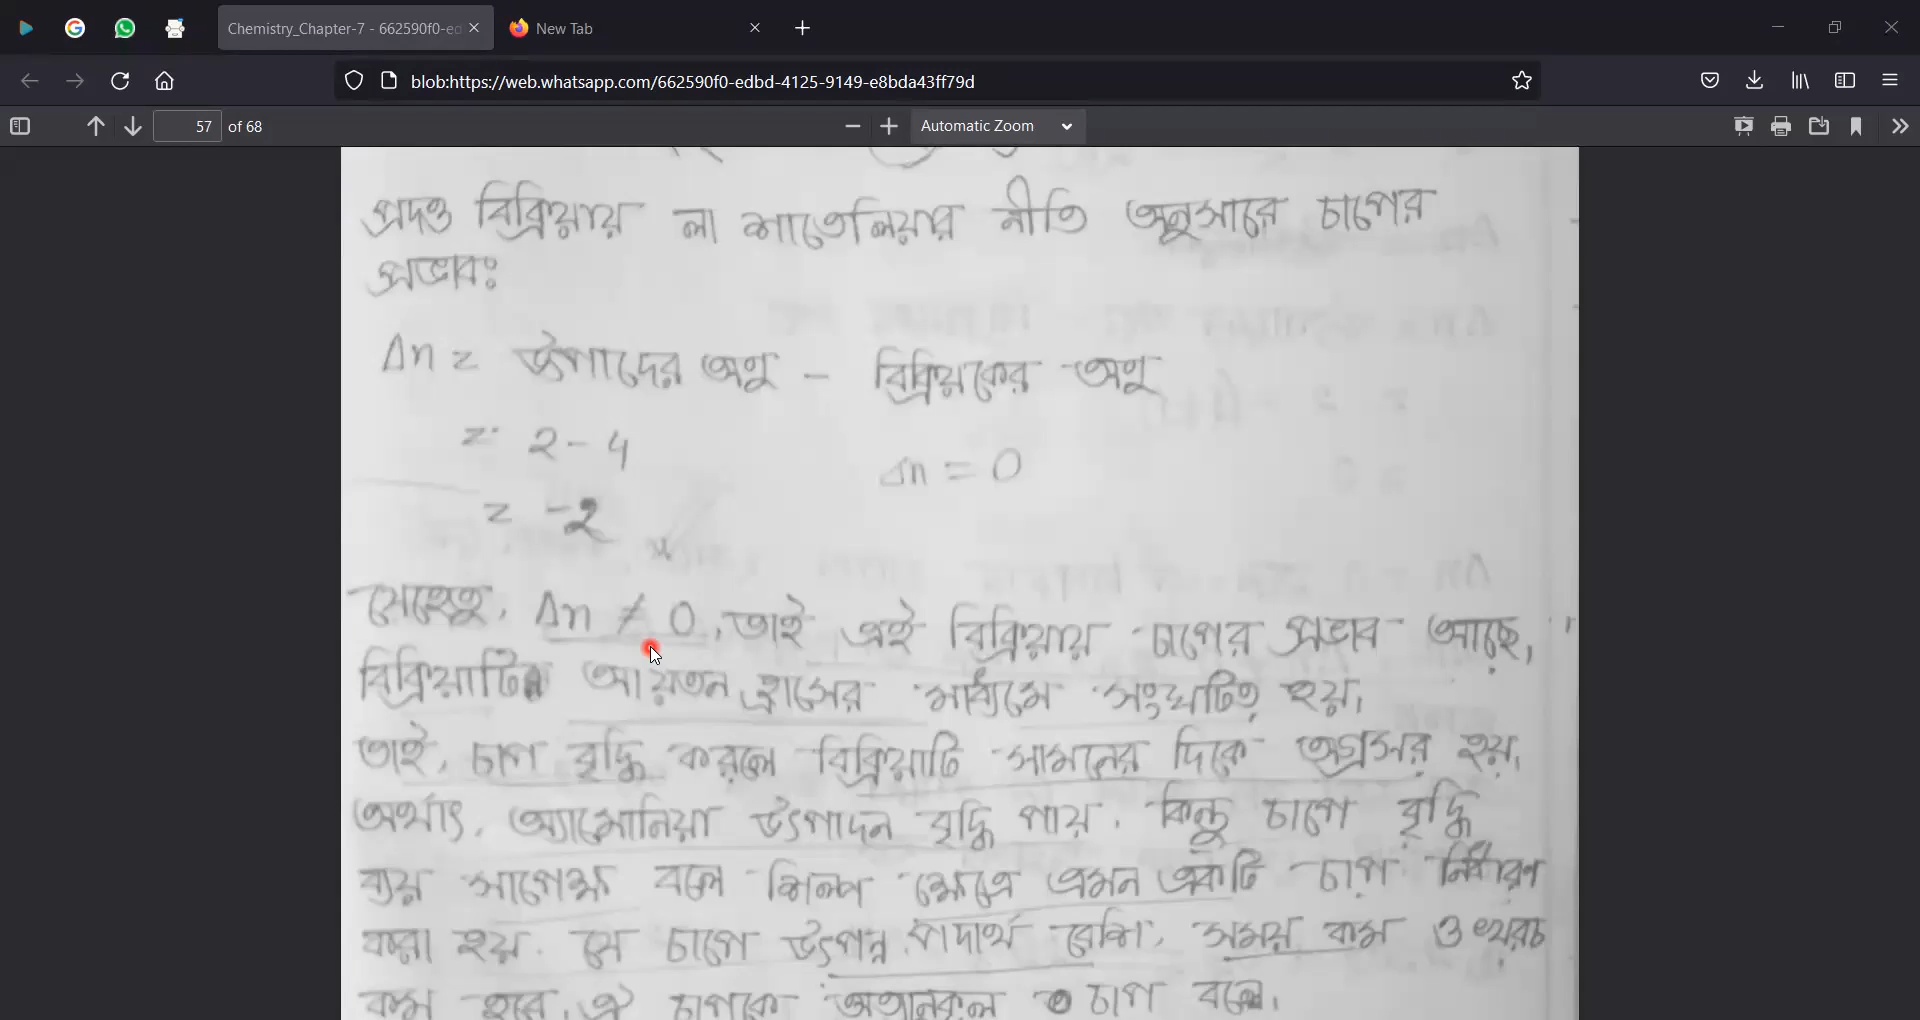 Chemistry_Chapter-7 - 662590f0-ed
New Tab
blob:https://web.whatsapp.com/662590f0-edbd-4125-9149-e8bda43ff79d
57 of 68
Automatic Zoom
প্রদত্ত বিক্রিয়ায় লা শাতেলিয়ার নীতি অনুসারে চাপের
প্রভাবঃ
Δn = উৎপাদের অণু - বিক্রিয়কের অণু
= 2 - 4
Δn = 0
= -2
যেহেতু, Δn ≠ 0, তাই এই বিক্রিয়ায় চাপের প্রভাব আছে,
বিক্রিয়াটি আয়তন হ্রাসের মাধ্যমে সংঘটিত হয়।
তাই, চাপ বৃদ্ধি করলে বিক্রিয়াটি সামনের দিকে অগ্রসর হয়,
অর্থাৎ, অ্যামোনিয়া উৎপাদন বৃদ্ধি পায়. কিন্তু চাপ বৃদ্ধি
ব্যয় সাপেক্ষ বলে শিল্প ক্ষেত্রে এমন একটি চাপ নির্ধারণ
করা হয়. যে চাপে উৎপন্ন পদার্থ বেশি, সময় কম ও খরচ
কম হবে, ঐ চাপকে অত্যানুকূল চাপ বলে।